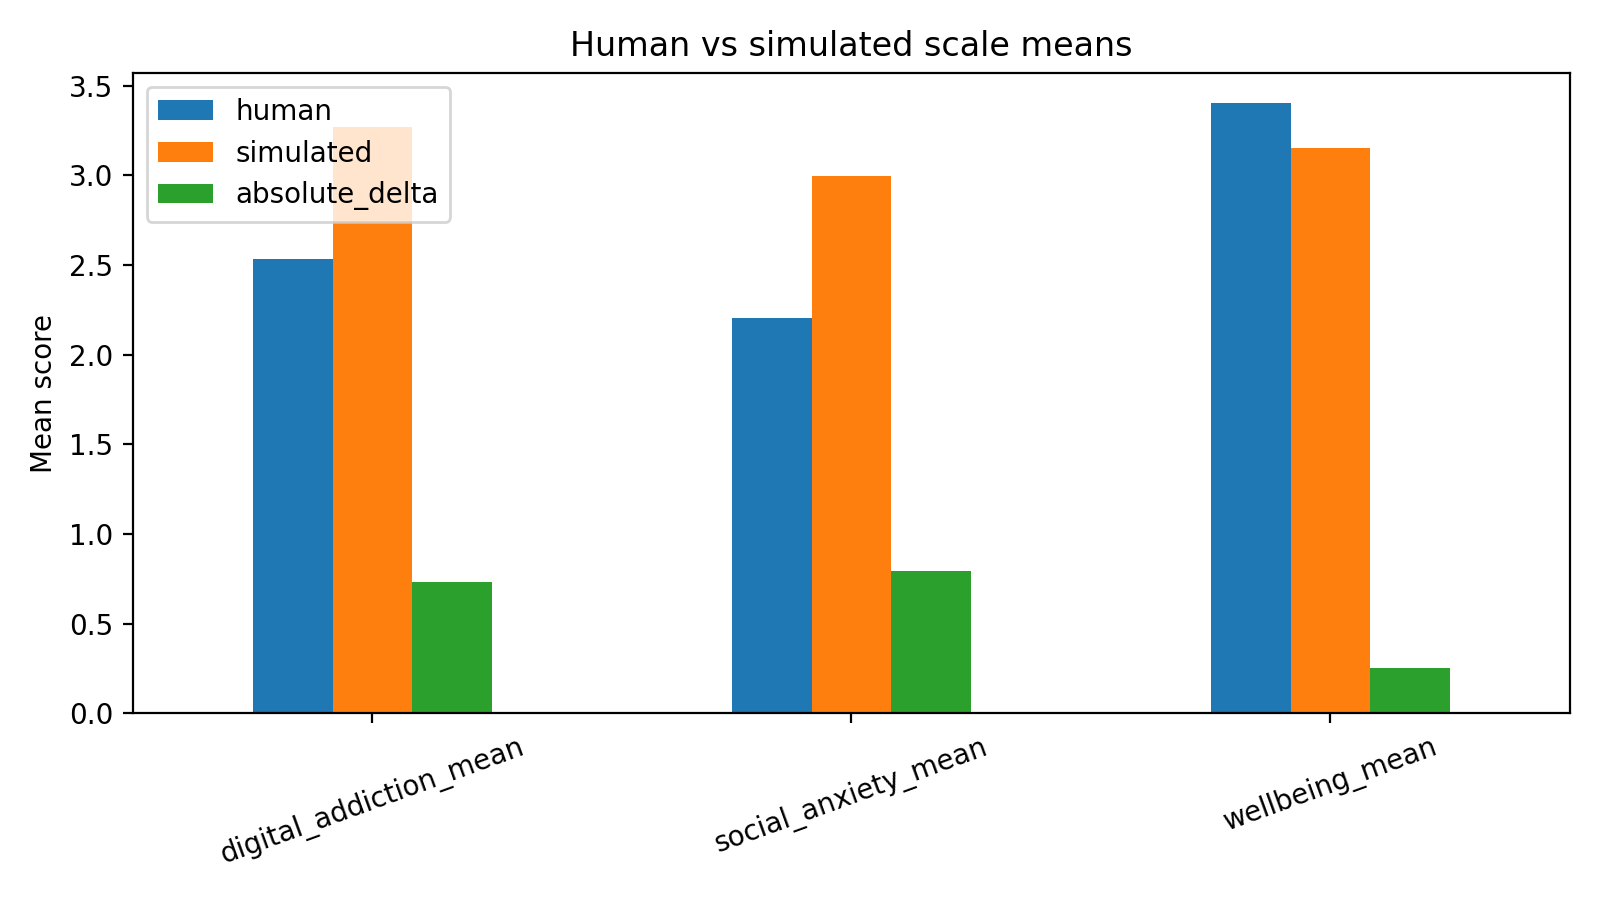 Human vs simulated scale means
human
simulated
absolute_delta
Mean score
3.5
3.0
2.5
2.0
1.5
1.0
0.5
0.0
digital_addiction_mean
social_anxiety_mean
wellbeing_mean